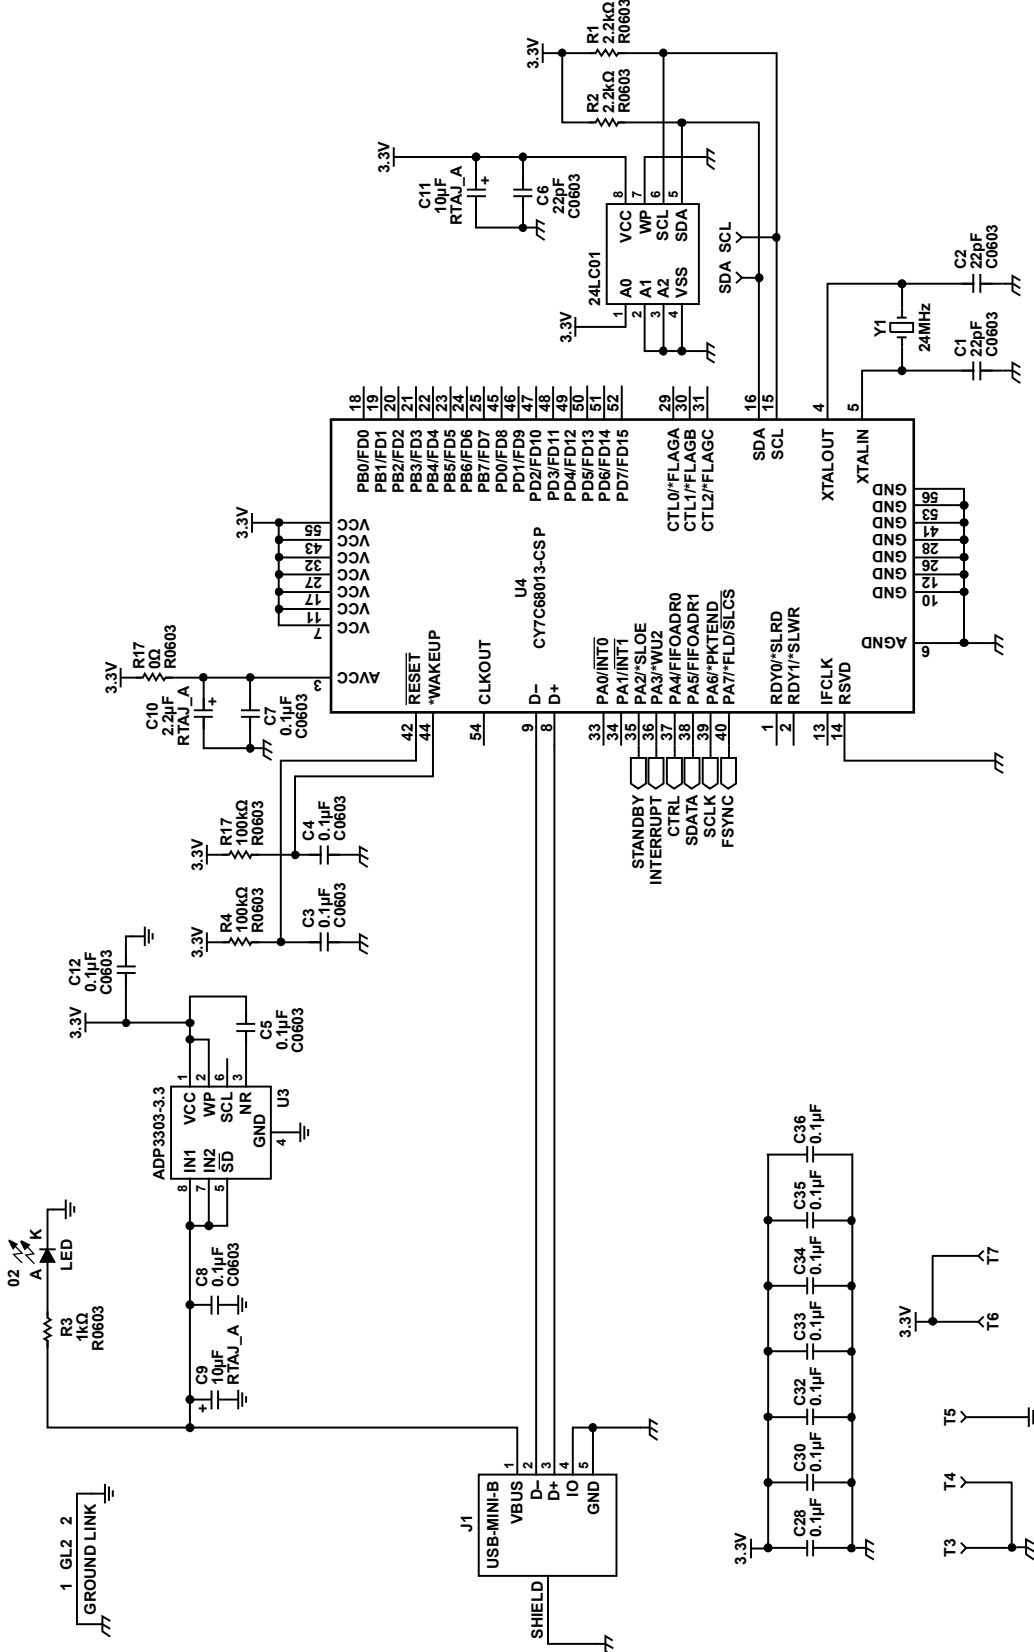 3.3V
R1
2.2kΩ
R0603
R2
2.2kΩ
R0603
3.3V
C11
10µF
RTAJ_A
+
C6
22pF
C0603
24LC01
8
VCC
7
WP
6
SCL
5
SDA
1
A0
2
A1
3
A2
4
VSS
3.3V
SDA
SCL
Y1
24MHz
C2
22pF
C0603
C1
22pF
C0603
U4
CY7C68013-CSP
18
PB0/FD0
19
PB1/FD1
20
PB2/FD2
21
PB3/FD3
22
PB4/FD4
23
PB5/FD5
24
PB6/FD6
25
PB7/FD7
45
PD0/FD8
46
PD1/FD9
47
PD2/FD10
48
PD3/FD11
49
PD4/FD12
50
PD5/FD13
51
PD6/FD14
52
PD7/FD15
29
CTL0/*FLAGA
30
CTL1/*FLAGB
31
CTL2/*FLAGC
16
SDA
15
SCL
4
XTALOUT
5
XTALIN
3.3V
VCC
55
VCC
43
VCC
32
VCC
27
VCC
17
VCC
11
VCC
7
AVCC
3
GND
56
GND
53
GND
41
GND
28
GND
26
GND
12
GND
10
AGND
6
RESET
42
*WAKEUP
44
CLKOUT
54
D–
9
D+
8
PA0/INT0
33
PA1/INT1
34
PA2/*SLOE
35
PA3/*WU2
36
PA4/FIFOADR0
37
PA5/FIFOADR1
38
PA6/*PKTEND
39
PA7/*FLD/SLCS
40
RDY0/*SLRD
1
RDY1/*SLWR
2
IFCLK
13
RSVD
14
STANDBY
INTERRUPT
CTRL
SDATA
SCLK
FSYNC
3.3V
R17
0Ω
R0603
C10
2.2µF
RTAJ_A
+
C7
0.1µF
C0603
3.3V
R17
100kΩ
R0603
C4
0.1µF
C0603
3.3V
R4
100kΩ
R0603
C3
0.1µF
C0603
3.3V
C12
0.1µF
C0603
C5
0.1µF
C0603
ADP3303-3.3
U3
1
VCC
2
WP
6
SCL
3
NR
GND
4
8
IN1
7
IN2
5
SD
02
A
K
LED
R3
1kΩ
R0603
C8
0.1µF
C0603
C9
10µF
RTAJ_A
+
J1
USB-MINI-B
1
VBUS
2
D–
3
D+
4
IO
5
GND
SHIELD
1 GL2 2
GROUND LINK
3.3V
C28
0.1µF
C30
0.1µF
C32
0.1µF
C33
0.1µF
C34
0.1µF
C35
0.1µF
C36
0.1µF
T3
T4
T5
3.3V
T6
T7